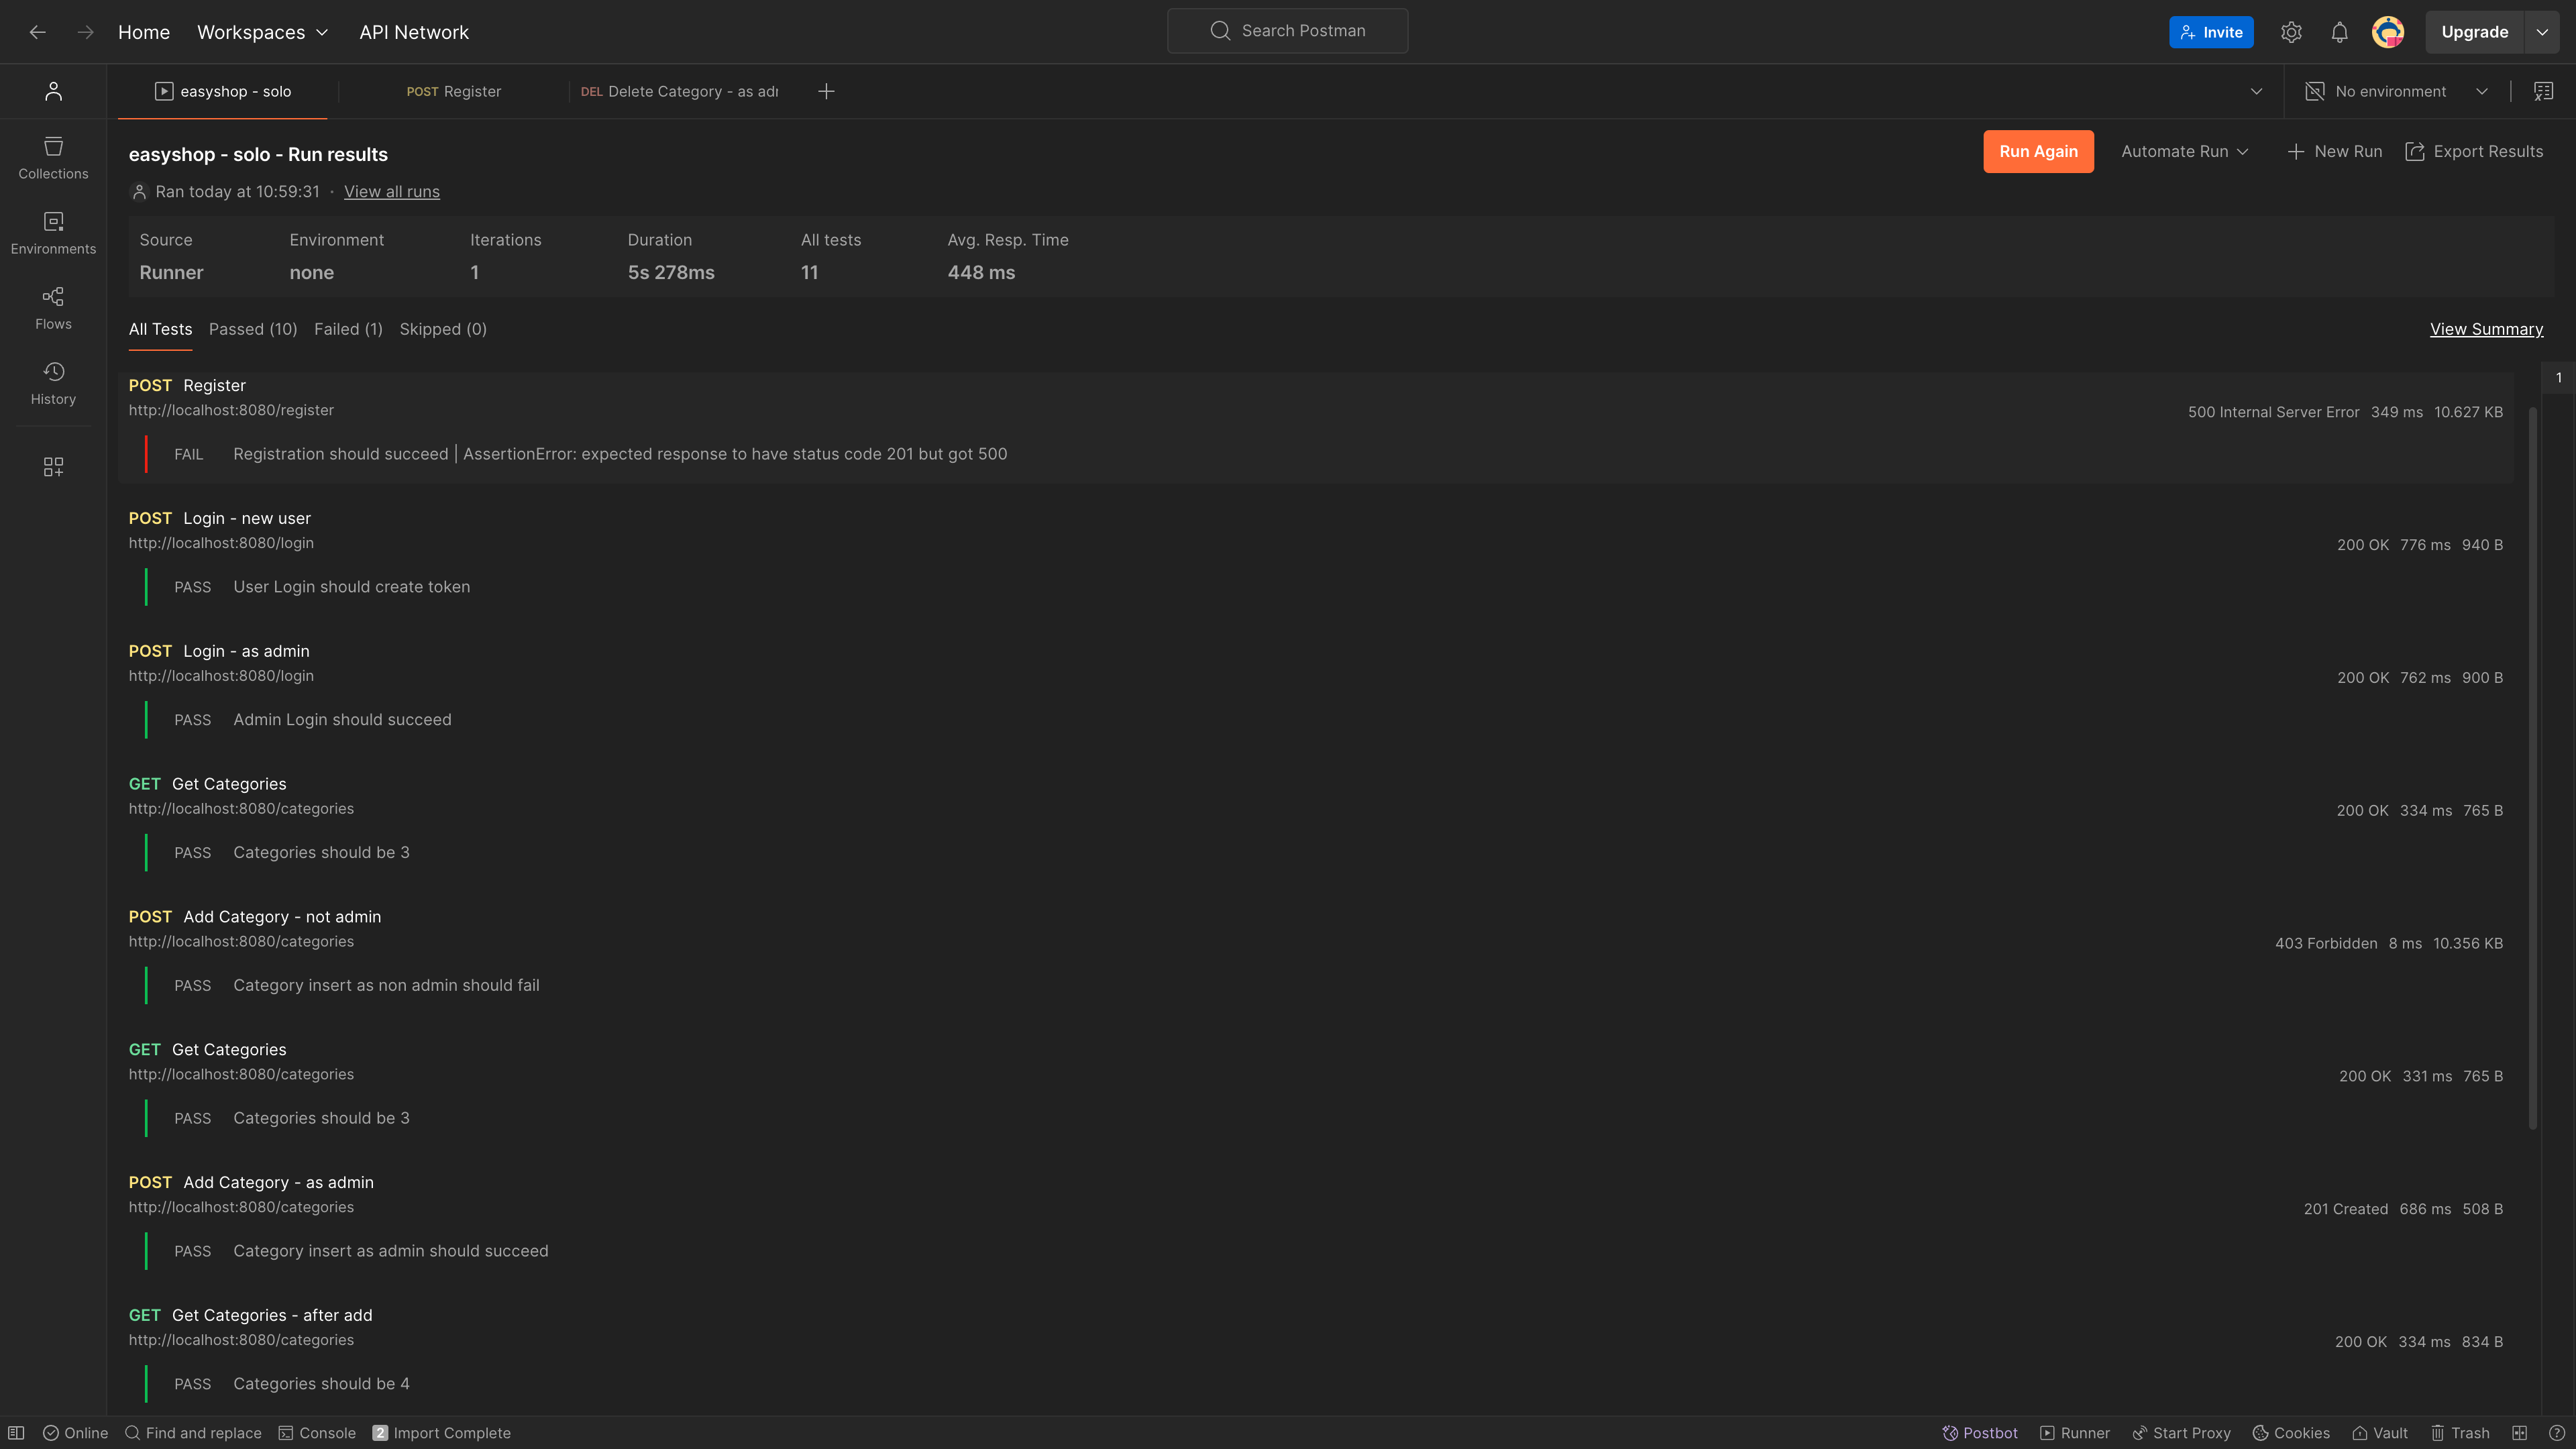 Home Workspaces API Network Search Postman Invite Upgrade
easyshop - solo POST Register DEL Delete Category - as adr No environment
Collections
Environments
Flows
History
easyshop - solo - Run results Run Again Automate Run New Run Export Results
Ran today at 10:59:31 · View all runs
Source Environment Iterations Duration All tests Avg. Resp. Time
Runner none 1 5s 278ms 11 448 ms
All Tests Passed (10) Failed (1) Skipped (0) View Summary
1
POST Register
http://localhost:8080/register 500 Internal Server Error 349 ms 10.627 KB
FAIL Registration should succeed | AssertionError: expected response to have status code 201 but got 500
POST Login - new user
http://localhost:8080/login 200 OK 776 ms 940 B
PASS User Login should create token
POST Login - as admin
http://localhost:8080/login 200 OK 762 ms 900 B
PASS Admin Login should succeed
GET Get Categories
http://localhost:8080/categories 200 OK 334 ms 765 B
PASS Categories should be 3
POST Add Category - not admin
http://localhost:8080/categories 403 Forbidden 8 ms 10.356 KB
PASS Category insert as non admin should fail
GET Get Categories
http://localhost:8080/categories 200 OK 331 ms 765 B
PASS Categories should be 3
POST Add Category - as admin
http://localhost:8080/categories 201 Created 686 ms 508 B
PASS Category insert as admin should succeed
GET Get Categories - after add
http://localhost:8080/categories 200 OK 334 ms 834 B
PASS Categories should be 4
Online Find and replace Console 2 Import Complete Postbot Runner Start Proxy Cookies Vault Trash